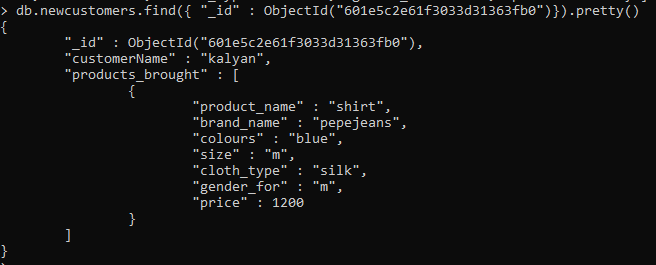 > db.newcustomers.find({ "_id" : ObjectId("601e5c2e61f3033d31363fb0")}).pretty()
{
        "_id" : ObjectId("601e5c2e61f3033d31363fb0"),
        "customerName" : "kalyan",
        "products_brought" : [
                {
                        "product_name" : "shirt",
                        "brand_name" : "pepejeans",
                        "colours" : "blue",
                        "size" : "m",
                        "cloth_type" : "silk",
                        "gender_for" : "m",
                        "price" : 1200
                }
        ]
}